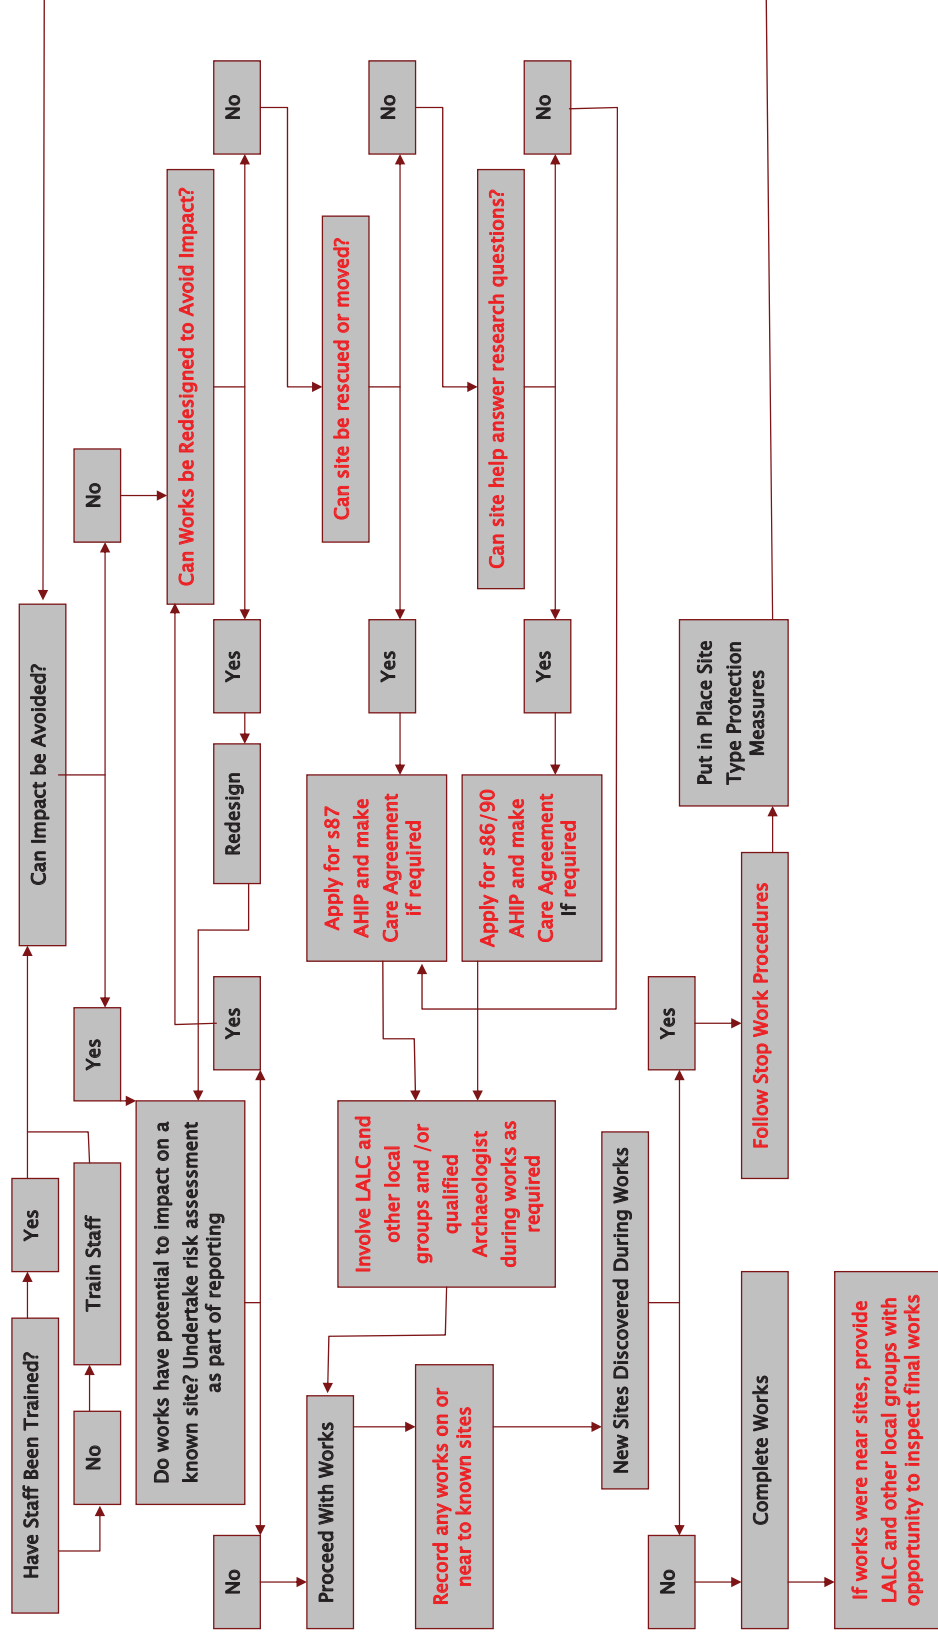 Have Staff Been Trained?
Yes
Can Impact be Avoided?
No
Train Staff
Yes
No
Do works have potential to impact on a
known site? Undertake risk assessment
as part of reporting
Can Works be Redesigned to Avoid Impact?
No
Yes
Redesign
Yes
No
Proceed With Works
Involve LALC and
other local
groups and /or
qualified
Archaeologist
during works as
required
Apply for s87
AHIP and make
Care Agreement
if required
Can site be rescued or moved?
Yes
No
Record any works on or
near to known sites
Apply for s86/90
AHIP and make
Care Agreement
If required
Can site help answer research questions?
Yes
No
New Sites Discovered During Works
No
Yes
Put in Place Site
Type Protection
Measures
Complete Works
Follow Stop Work Procedures
If works were near sites, provide
LALC and other local groups with
opportunity to inspect final works